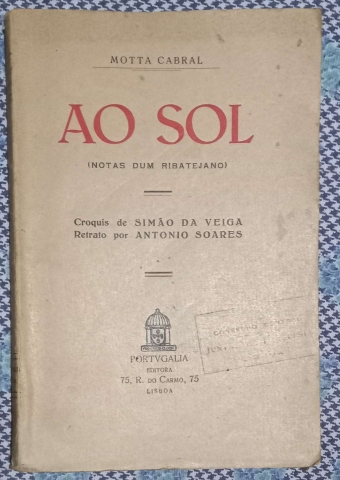 MOTTA CABRAL
AO SOL
(NOTAS DUM RIBATEJANO)
Croquis de SIMÃO DA VEIGA
Retrato por ANTONIO SOARES
PORTVGALIA
EDITORA
75, R. DO CARMO, 75
LISBOA